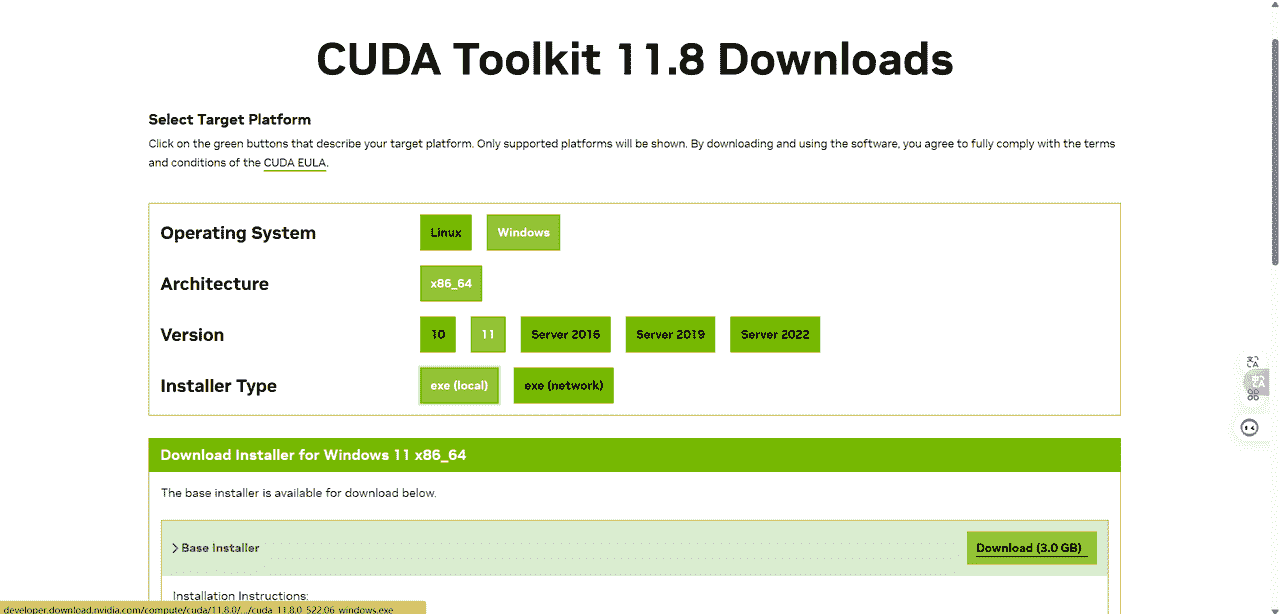 CUDA Toolkit 11.8 Downloads
Select Target Platform
Click on the green buttons that describe your target platform. Only supported platforms will be shown. By downloading and using the software, you agree to fully comply with the terms
and conditions of the CUDA EULA.
Operating System Linux Windows
Architecture x86_64
Version 10 11 Server 2016 Server 2019 Server 2022
Installer Type exe (local) exe (network)
Download Installer for Windows 11 x86_64
The base installer is available for download below.
Base Installer Download (3.0 GB)
Installation Instructions:
developer.download.nvidia.com/compute/cuda/11.8.0/.../cuda_11.8.0_522.06_windows.exe